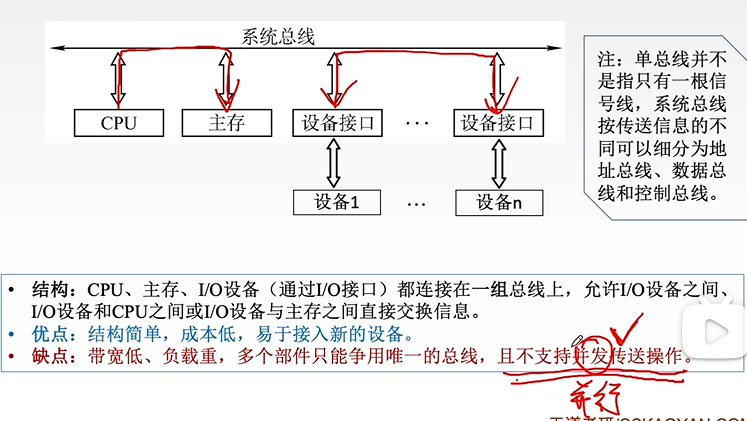 系统总线
CPU
主存
设备接口
···
设备接口
设备1
···
设备n
注：单总线并不
是指只有一根信
号线，系统总线
按传送信息的不
同可以细分为地
址总线、数据总
线和控制总线。
• 结构：CPU、主存、I/O设备（通过I/O接口）都连接在一组总线上，允许I/O设备之间、
I/O设备和CPU之间或I/O设备与主存之间直接交换信息。
• 优点：结构简单，成本低，易于接入新的设备。
• 缺点：带宽低、负载重，多个部件只能争用唯一的总线，且不支持并发传送操作。
并行